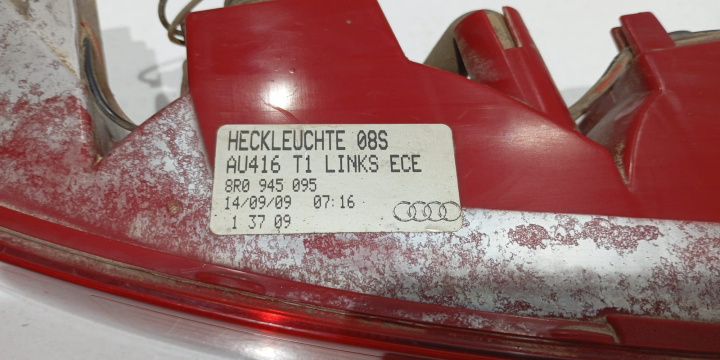 HECKLEUCHTE 08S
AU416 T1 LINKS ECE
8R0 945 095
14/09/09 07:16
1 37 09